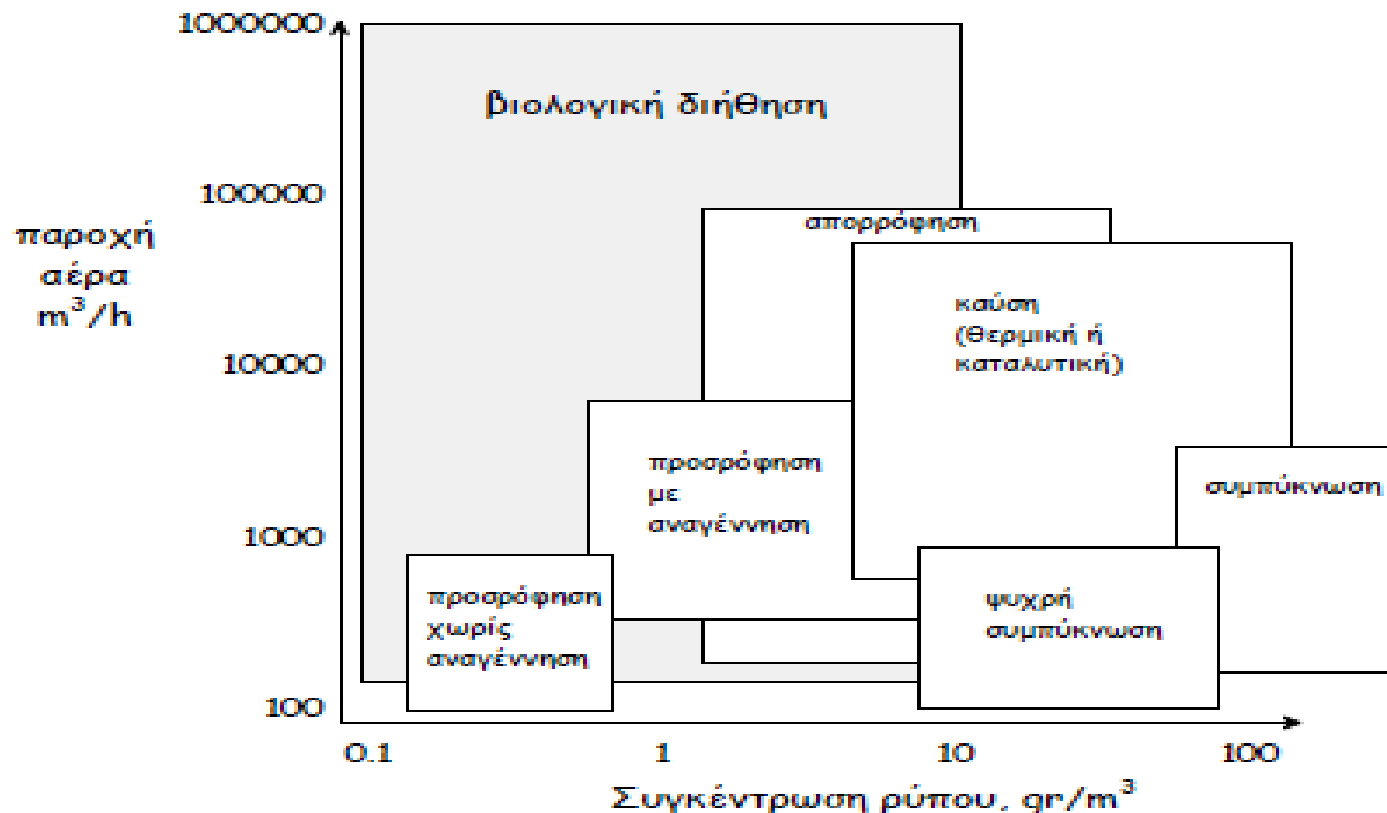 1000000
βιολογική διήθηση
100000
παροχή
αέρα
m³/h
απορρόφηση
καύση
(θερμική ή
καταλυτική)
10000
προσρόφηση
με
αναγέννηση
συμπύκνωση
1000
προσρόφηση
χωρίς
αναγέννηση
ψυχρή
συμπύκνωση
100
0.1 1 10 100
Συγκέντρωση ρύπου, gr/m³